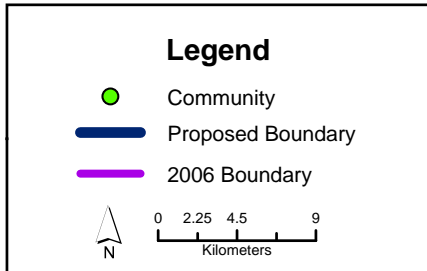 Legend
Community
Proposed Boundary
2006 Boundary
0 2.25 4.5 9
Kilometers
N